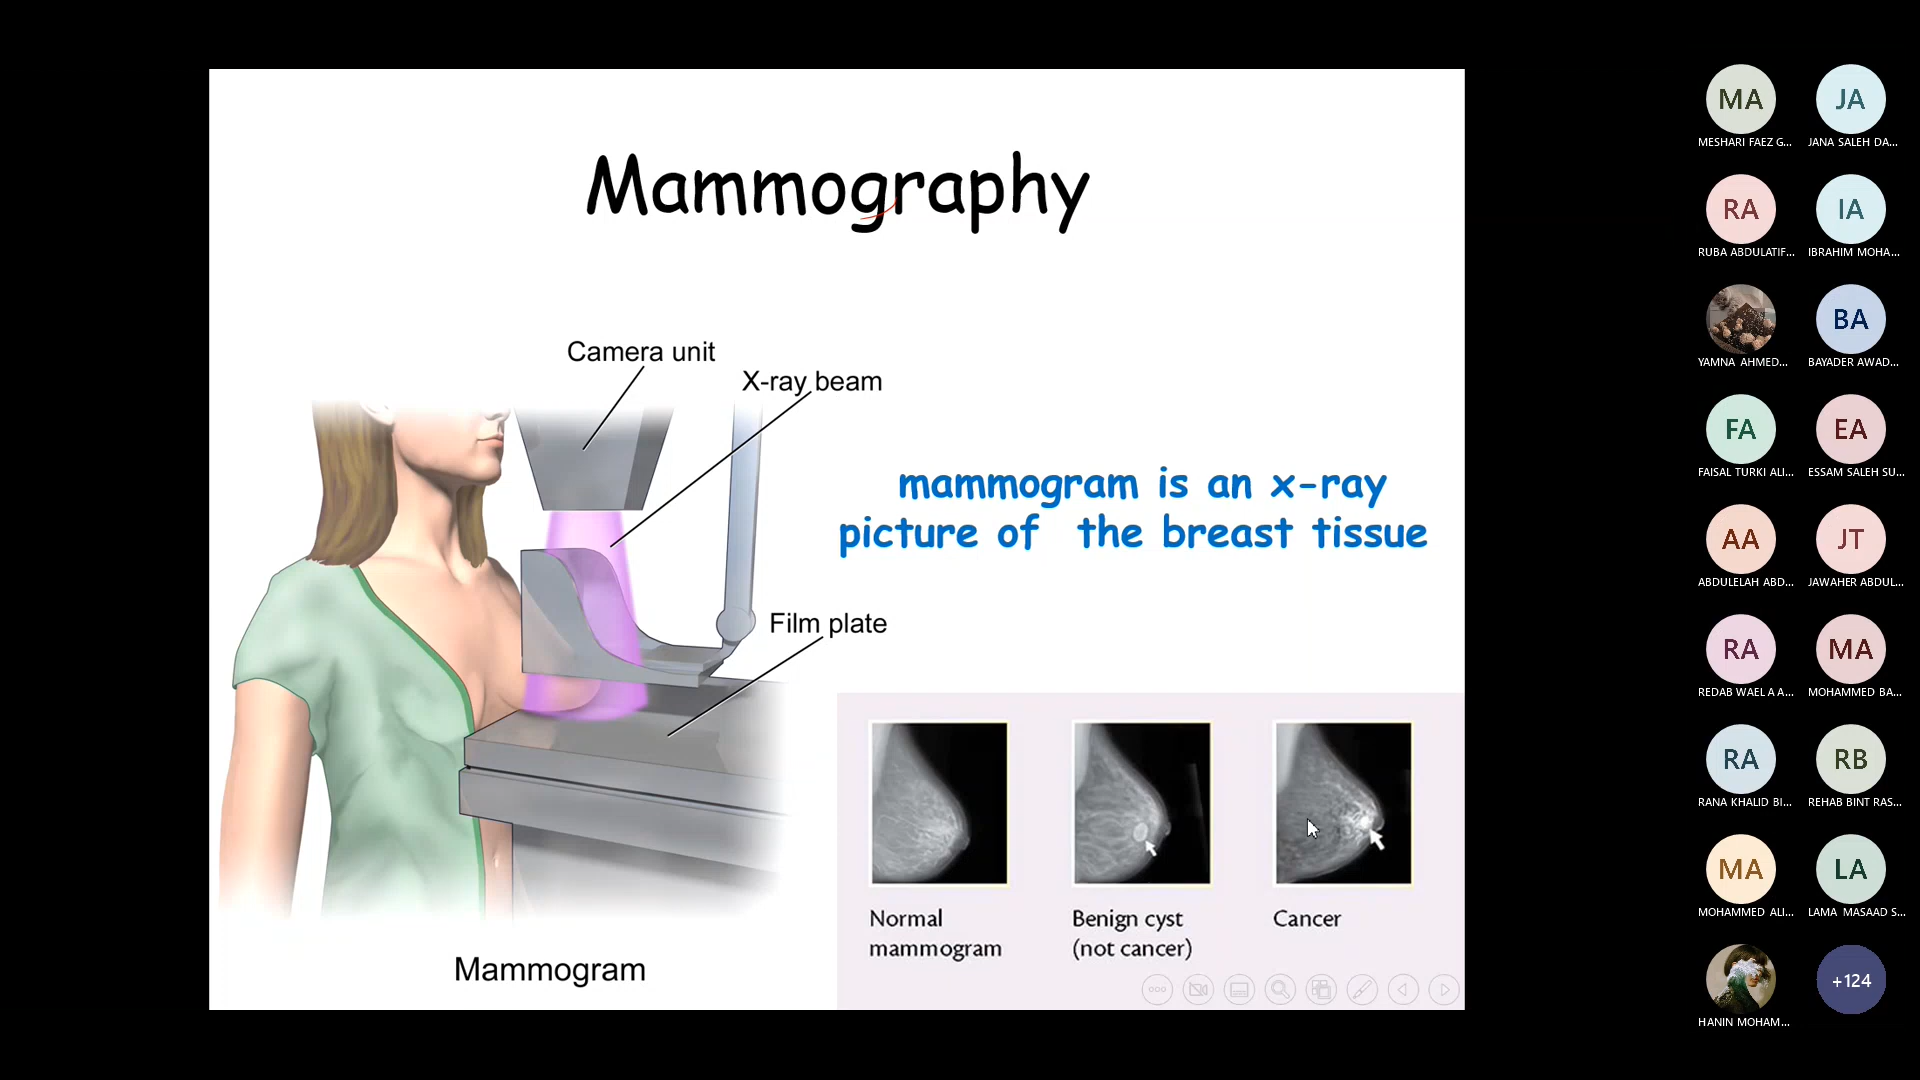 Mammography
Camera unit
X-ray beam
mammogram is an x-ray
picture of the breast tissue
Film plate
Normal
mammogram
Benign cyst
(not cancer)
Cancer
Mammogram
MA
JA
MESHARI FAEZ G...
JANA SALEH DA...
RA
IA
RUBA ABDULATIF...
IBRAHIM MOHA...
BA
YAMNA AHMED...
BAYADER AWAD...
FA
EA
FAISAL TURKI ALI...
ESSAM SALEH SU...
AA
JT
ABDULELAH ABD...
JAWAHER ABDUL...
RA
MA
REDAB WAEL A A...
MOHAMMED BA...
RA
RB
RANA KHALID BI...
REHAB BINT RAS...
MA
LA
MOHAMMED ALI...
LAMA MASAAD S...
+124
HANIN MOHAM...